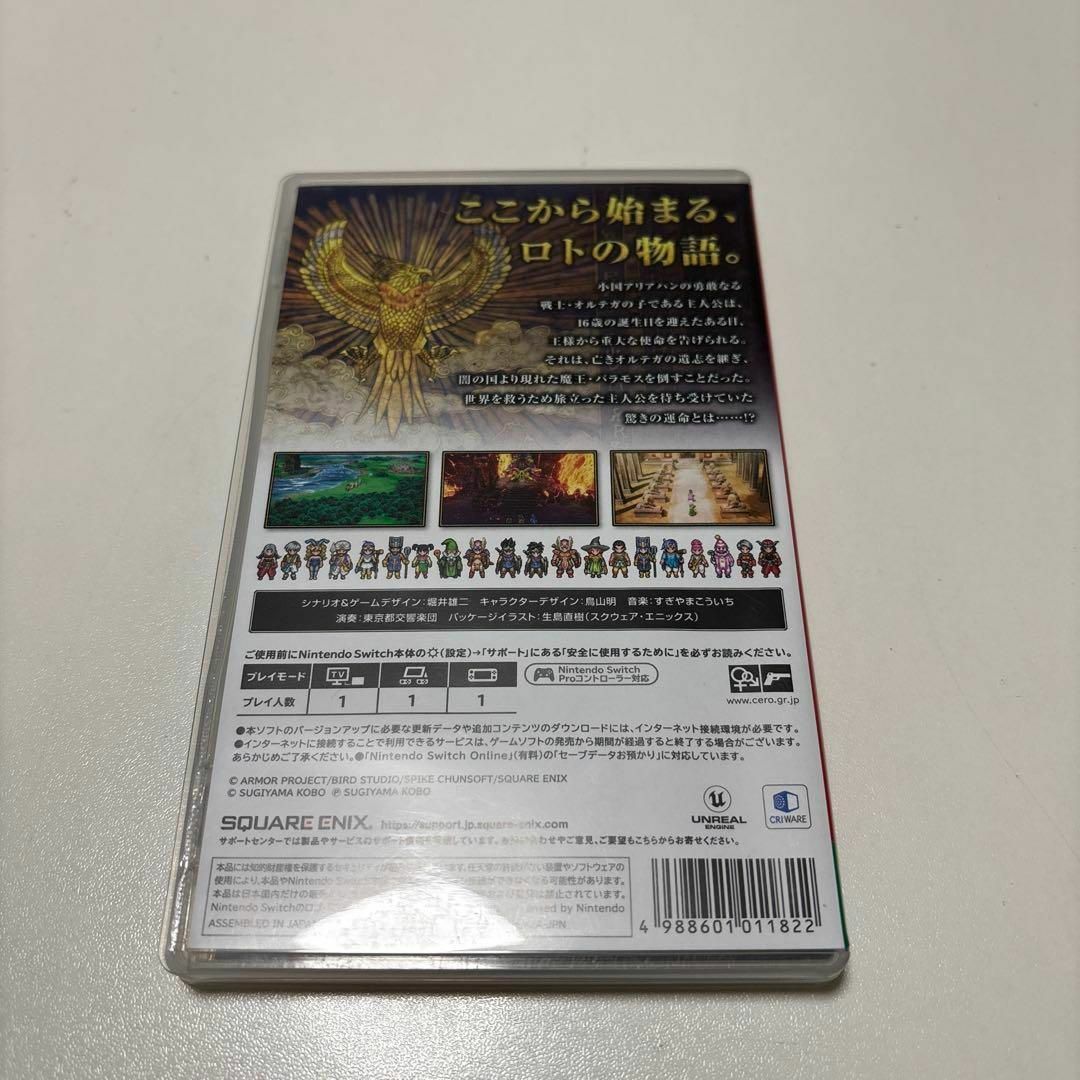 ここから始まる、
ロトの物語。
小国アリアハンの勇敢なる
戦士・オルテガの子である主人公は、
16歳の誕生日を迎えたある日、
王様から重大な使命を告げられる。
それは、亡きオルテガの遺志を継ぎ、
闇の国より現れた魔王・バラモスを倒すことだった。
世界を救うため旅立った主人公を待ち受けていた
驚きの運命とは……!?
シナリオ&ゲームデザイン:堀井雄二 キャラクターデザイン:鳥山明 音楽:すぎやまこういち
演奏:東京都交響楽団 パッケージイラスト:生島直樹(スクウェア・エニックス)
ご使用前にNintendo Switch本体の(設定)→「サポート」にある「安全に使用するために」を必ずお読みください。
プレイモード TV
Nintendo Switch
Proコントローラー対応
プレイ人数 1 1 1
www.cero.gr.jp
●本ソフトのバージョンアップに必要な更新データや追加コンテンツのダウンロードには、インターネット接続環境が必要です。
●インターネットに接続することで利用できるサービスは、ゲームソフトの発売から期間が経過すると終了する場合がございます。
あらかじめご了承ください。●「Nintendo Switch Online」(有料)の「セーブデータお預かり」に対応しています。
© ARMOR PROJECT/BIRD STUDIO/SPIKE CHUNSOFT/SQUARE ENIX
© SUGIYAMA KOBO ℗ SUGIYAMA KOBO
SQUARE ENIX. https://support.jp.square-enix.com
UNREAL
ENGINE
CRIWARE
サポートセンターでは製品やサービスのサポート
ご意見、ご要望もこちらからお寄せください。
本品には知的財産権を保護するセキュリティが
装置やソフトウェアの
使用により、本品やNintendo Switch
できなくなる可能性があります。
本品は日本国内だけの
は禁止されています。
Nintendo Switchのロゴ
by Nintendo
ASSEMBLED IN
4 988601 011822